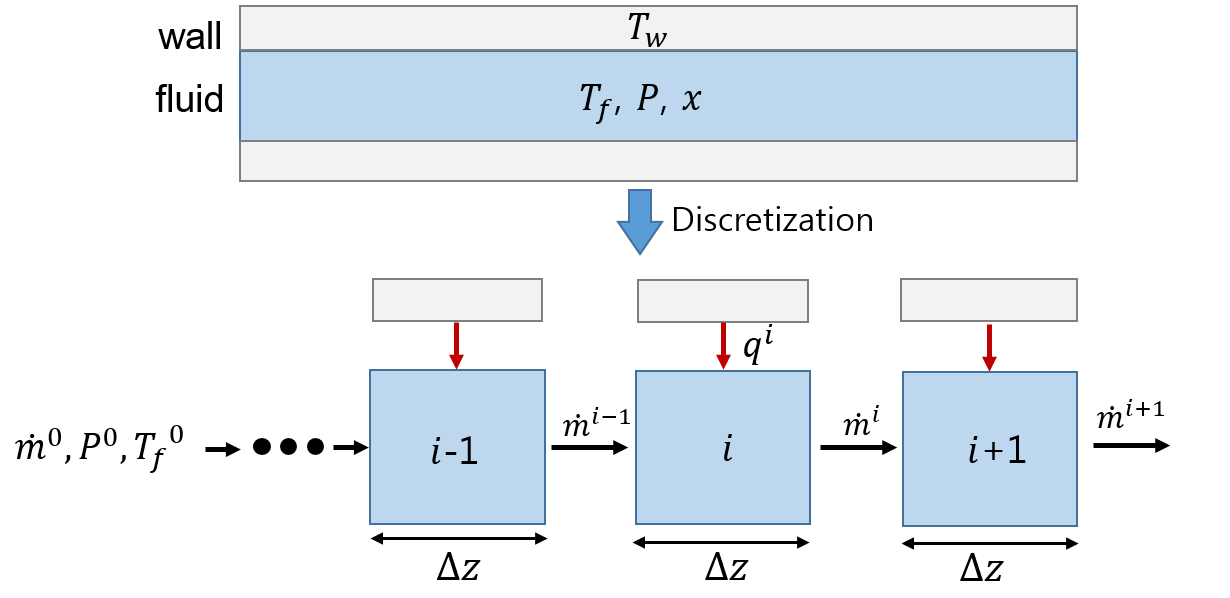 wall
T_w
fluid
T_f, P, x
Discretization
q^i
ṁ^0, P^0, T_f^0
i-1
ṁ^{i−1}
i
ṁ^i
i+1
ṁ^{i+1}
Δz
Δz
Δz